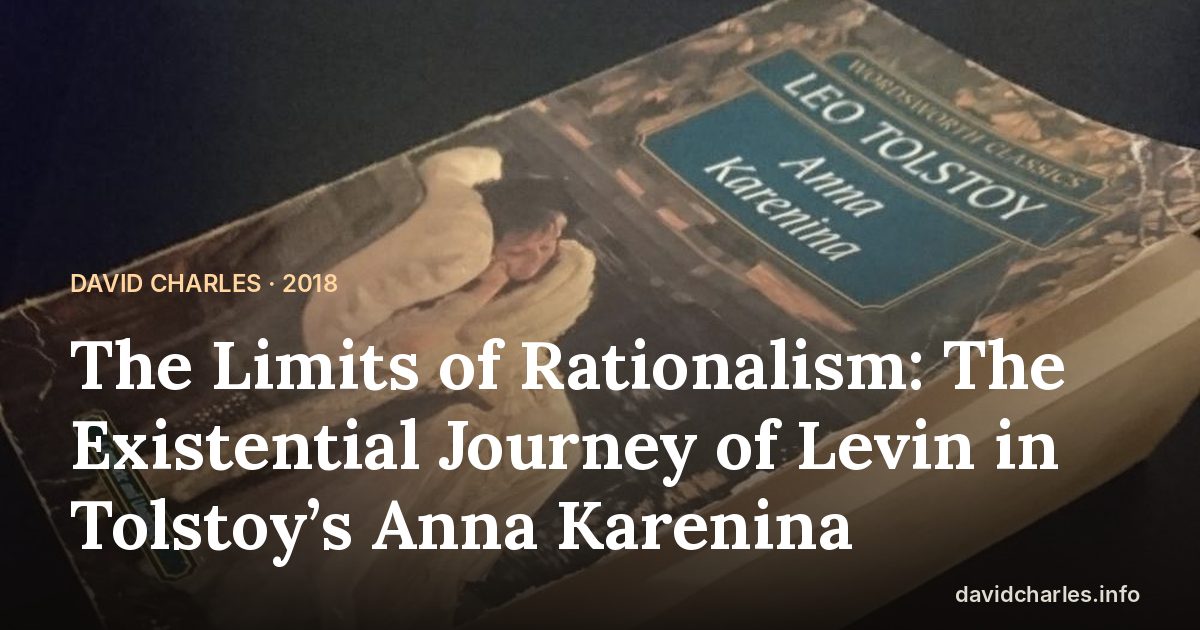 WORDSWORTH CLASSICS
LEO TOLSTOY
Anna
Karenina
DAVID CHARLES · 2018
The Limits of Rationalism: The
Existential Journey of Levin in
Tolstoy’s Anna Karenina
davidcharles.info